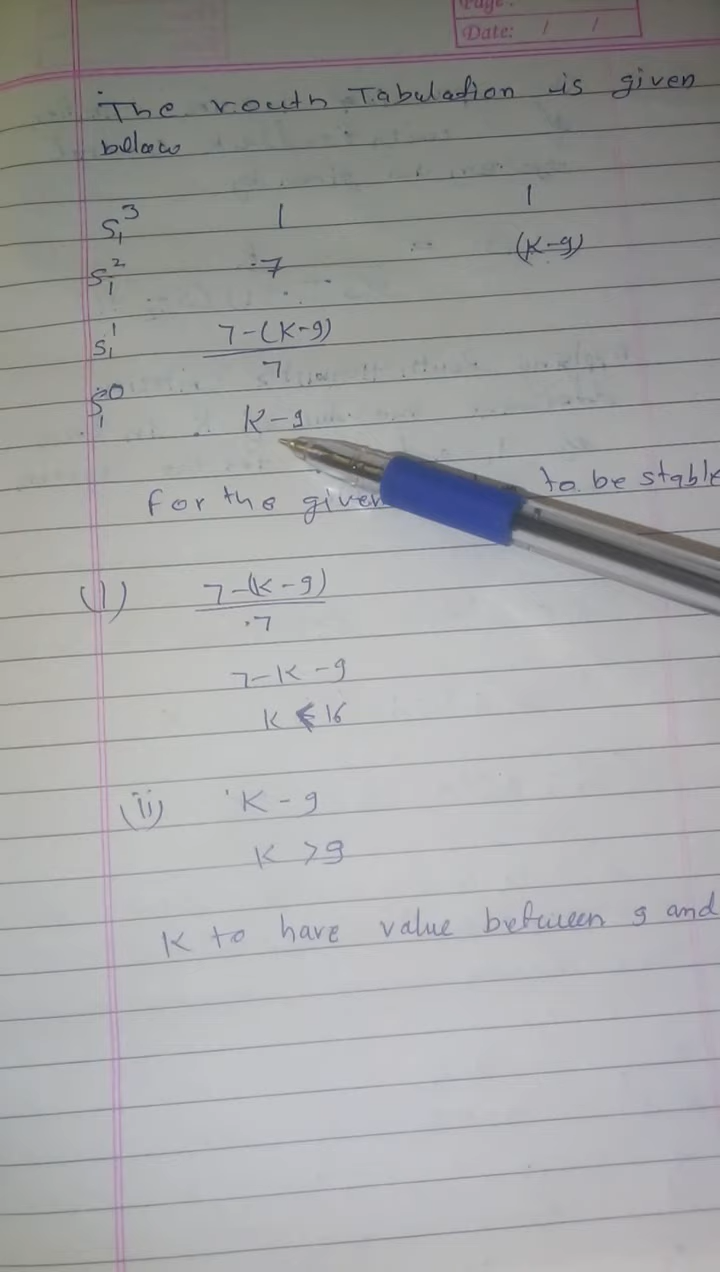 Page:
Date: / /
The routh Tabulation is given
below
S₁³ 1 1
S₁² 7 (K-9)
S₁¹ 7-(K-9)
7
S₁⁰ K-9
For the given to be stable
(i) 7-(K-9)
7
7-K-9
K < 16
(ii) K-9
K >9
K to have value between 9 and